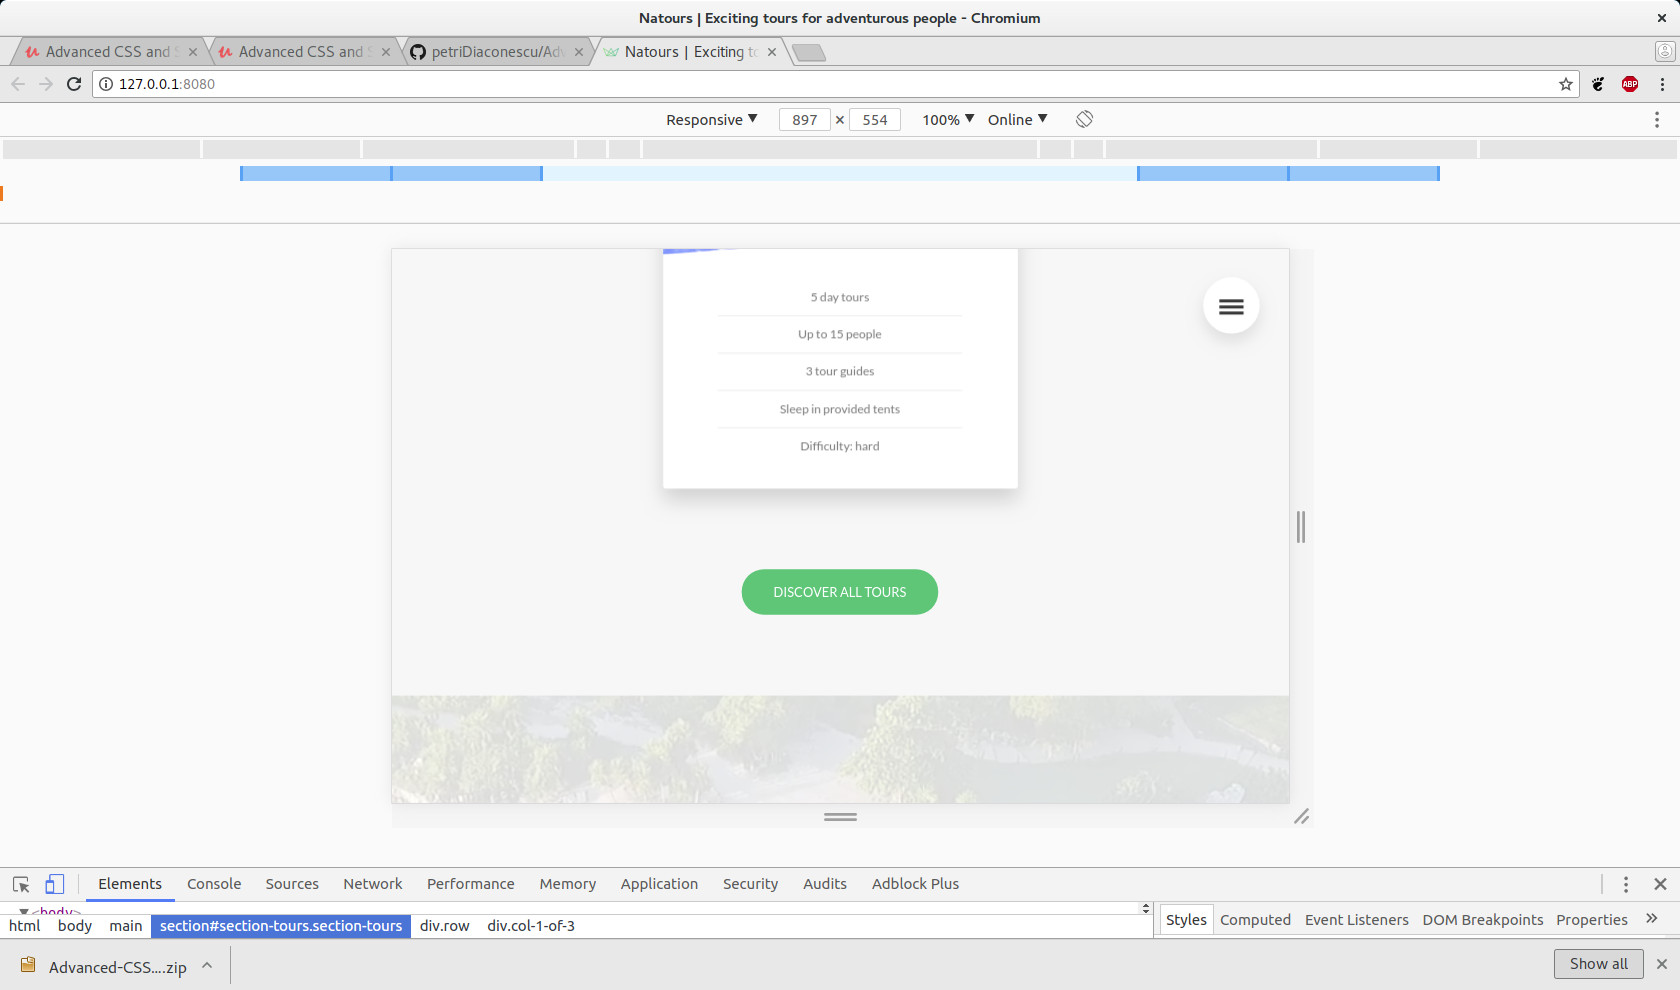 Natours | Exciting tours for adventurous people - Chromium
Advanced CSS and S Advanced CSS and S petriDiaconescu/Adv Natours | Exciting to
127.0.0.1:8080
ABP
Responsive 897 × 554 100% Online
5 day tours
Up to 15 people
3 tour guides
Sleep in provided tents
Difficulty: hard
DISCOVER ALL TOURS
Elements Console Sources Network Performance Memory Application Security Audits Adblock Plus
<body>
html body main section#section-tours.section-tours div.row div.col-1-of-3
Styles Computed Event Listeners DOM Breakpoints Properties »
Advanced-CSS....zip
Show all